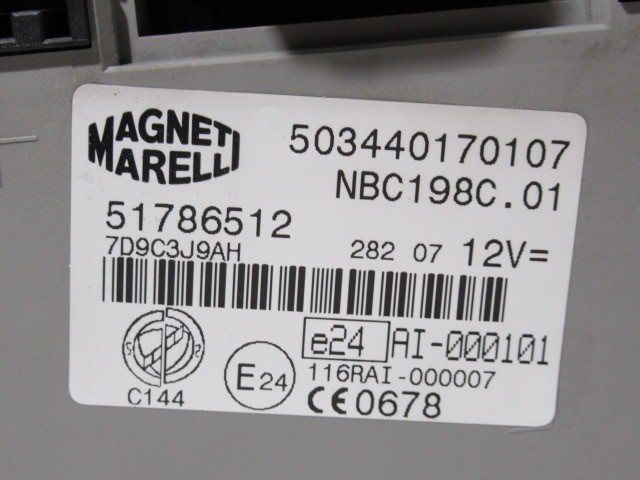 MAGNETI
MARELLI
503440170107
NBC198C.01
51786512
7D9C3J9AH
282 07 12V=
e24 AI-000101
E24
116RAI-000007
C144
CE0678